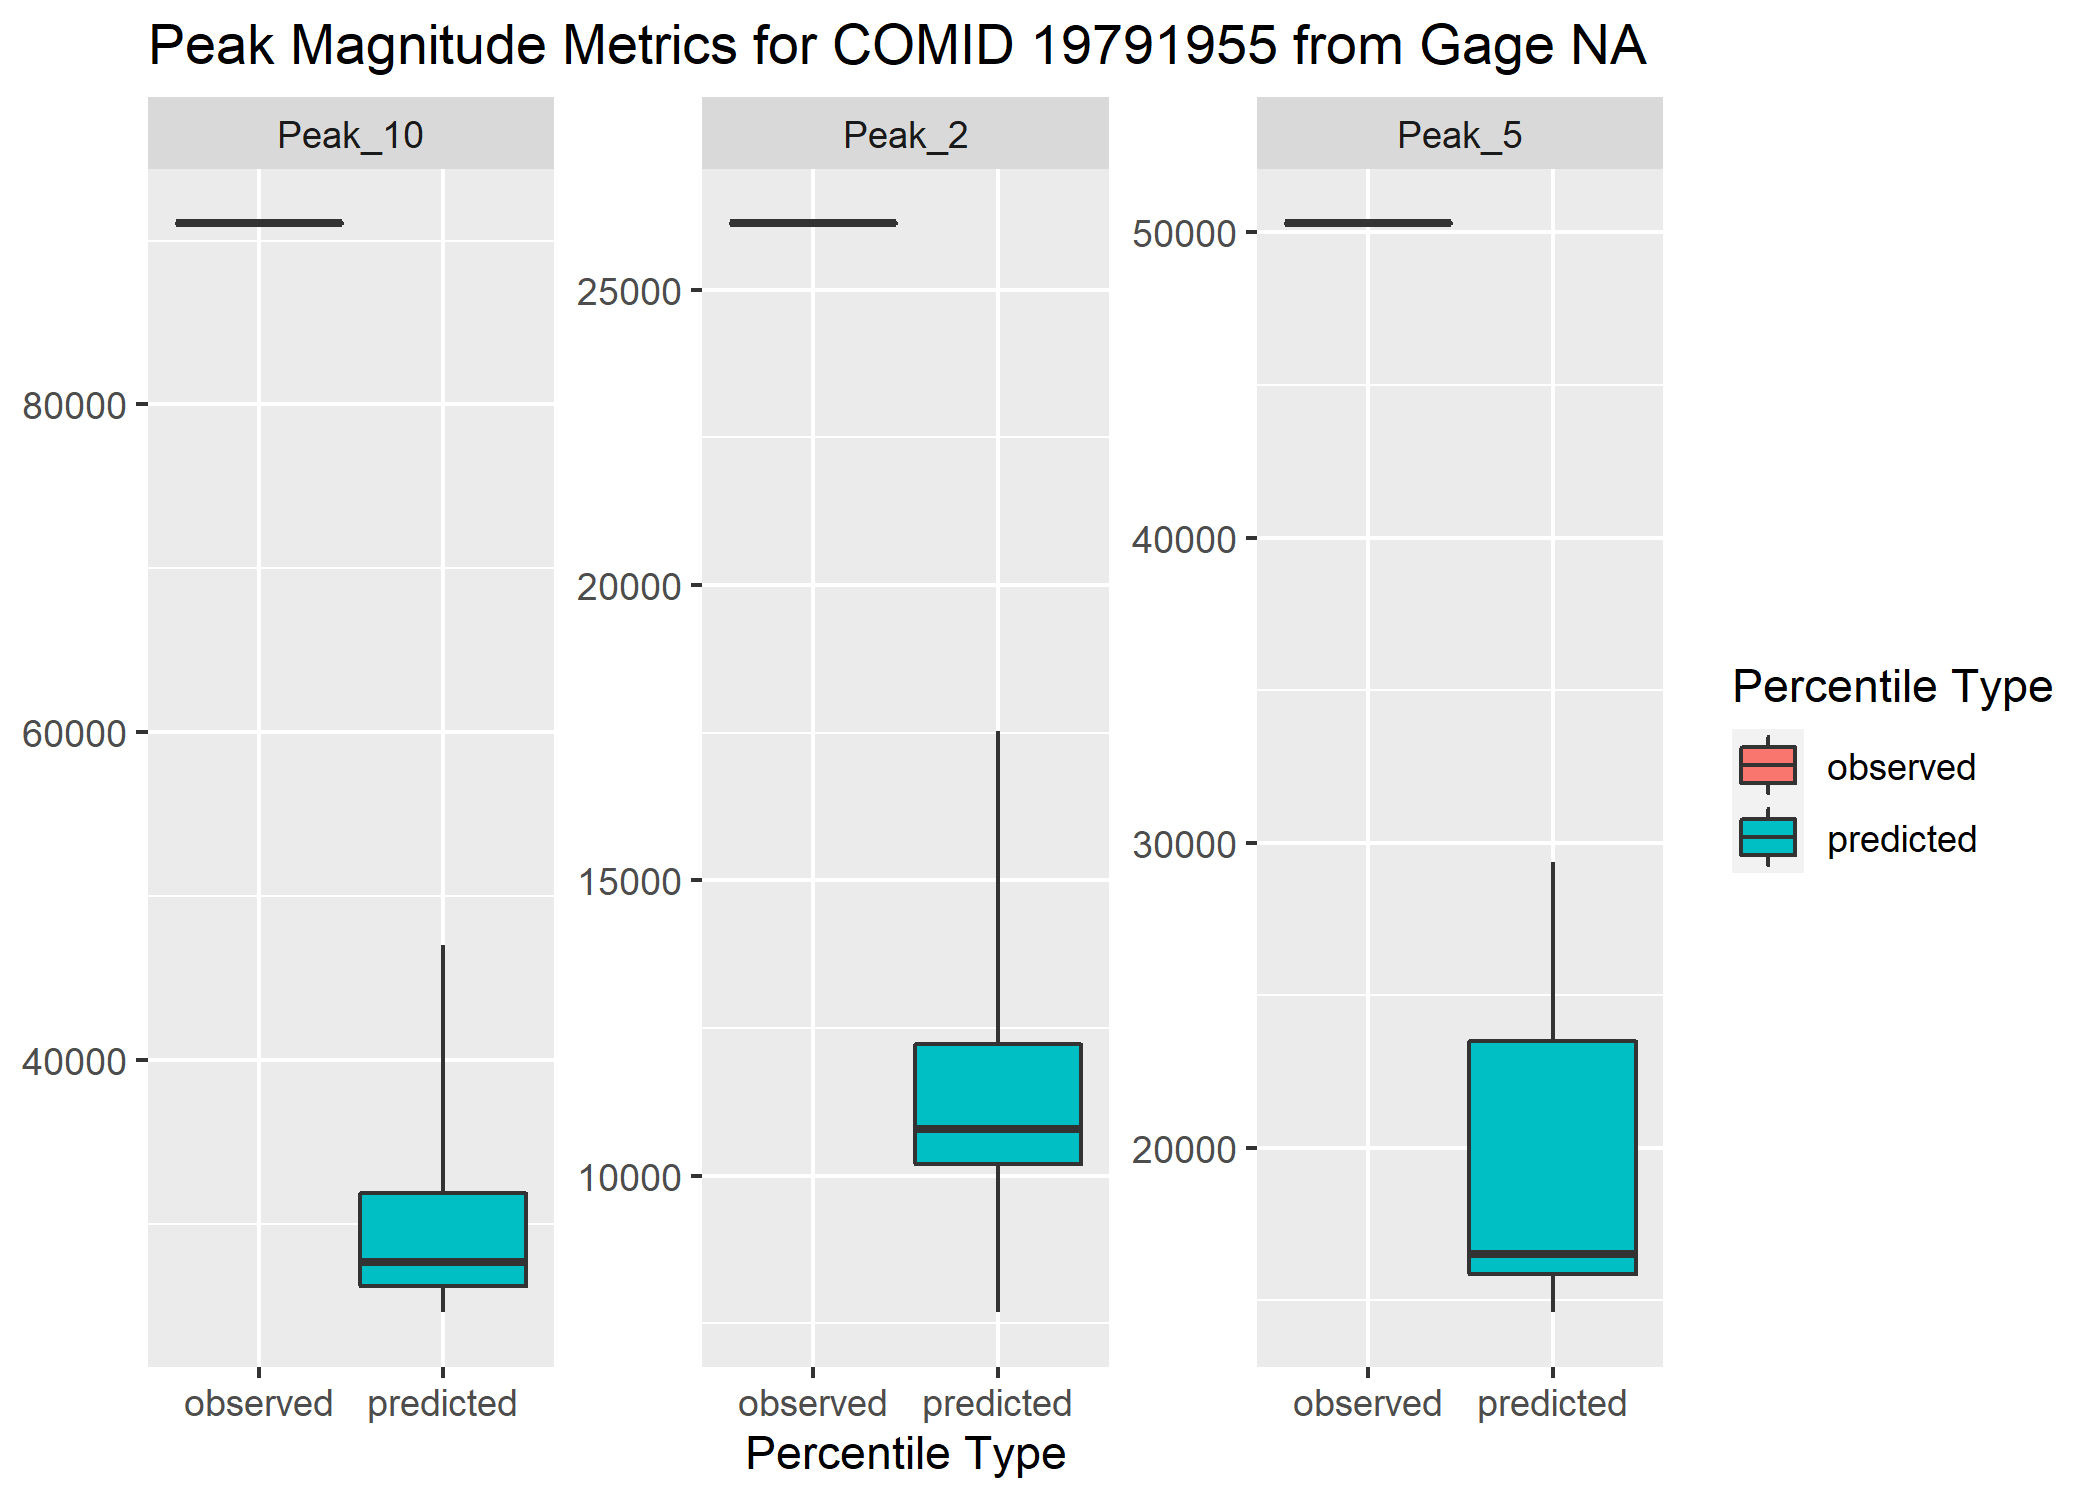 Peak Magnitude Metrics for COMID 19791955 from Gage NA
Peak_10
Peak_2
Peak_5
80000
60000
40000
25000
20000
15000
10000
50000
40000
30000
20000
observed predicted
observed predicted
observed predicted
Percentile Type
Percentile Type
observed
predicted